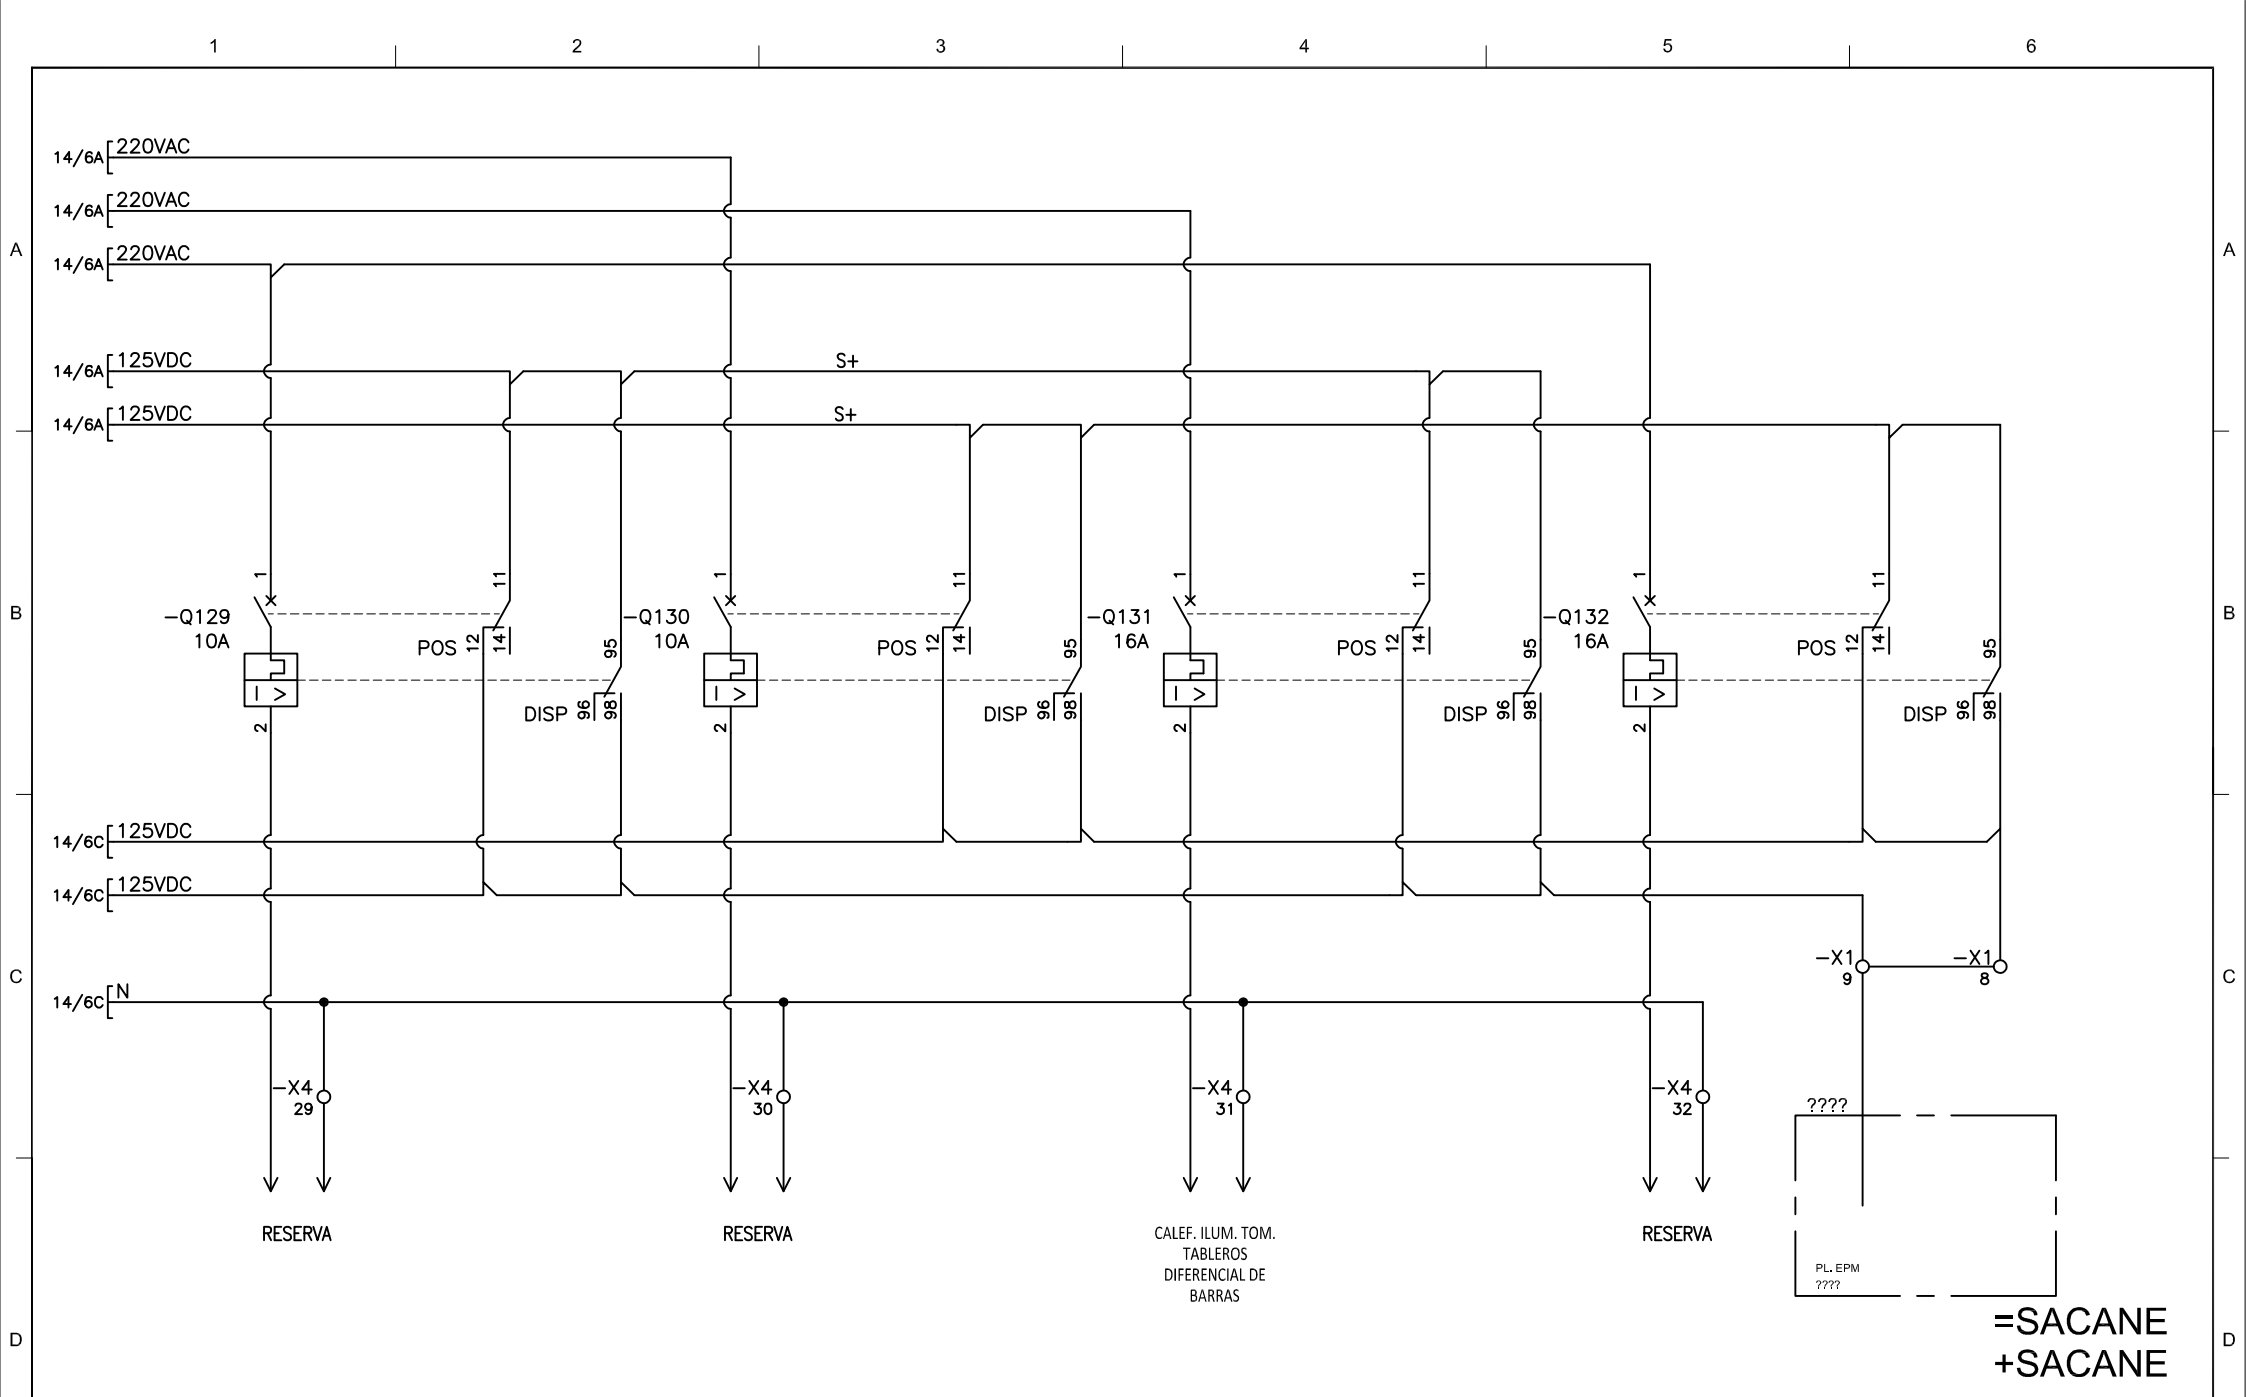 1 2 3 4 5 6
14/6A 220VAC
14/6A 220VAC
A 14/6A 220VAC A
14/6A 125VDC S+
14/6A 125VDC S+
1 11 1 11 1 11 1 11
B -Q129 -Q130 -Q131 -Q132 B
10A 10A 16A 16A
POS 12 14 95 POS 12 14 95 POS 12 14 95 POS 12 14 95
I > I > I > I >
2 DISP 96 98 2 DISP 96 98 2 DISP 96 98 2 DISP 96 98
14/6C 125VDC
14/6C 125VDC
-X1 -X1
C 9 8 C
14/6C N
-X4 -X4 -X4 -X4
29 30 31 32
????
RESERVA RESERVA CALEF. ILUM. TOM. RESERVA
TABLEROS
DIFERENCIAL DE
BARRAS
PL. EPM
????
=SACANE
D D
+SACANE